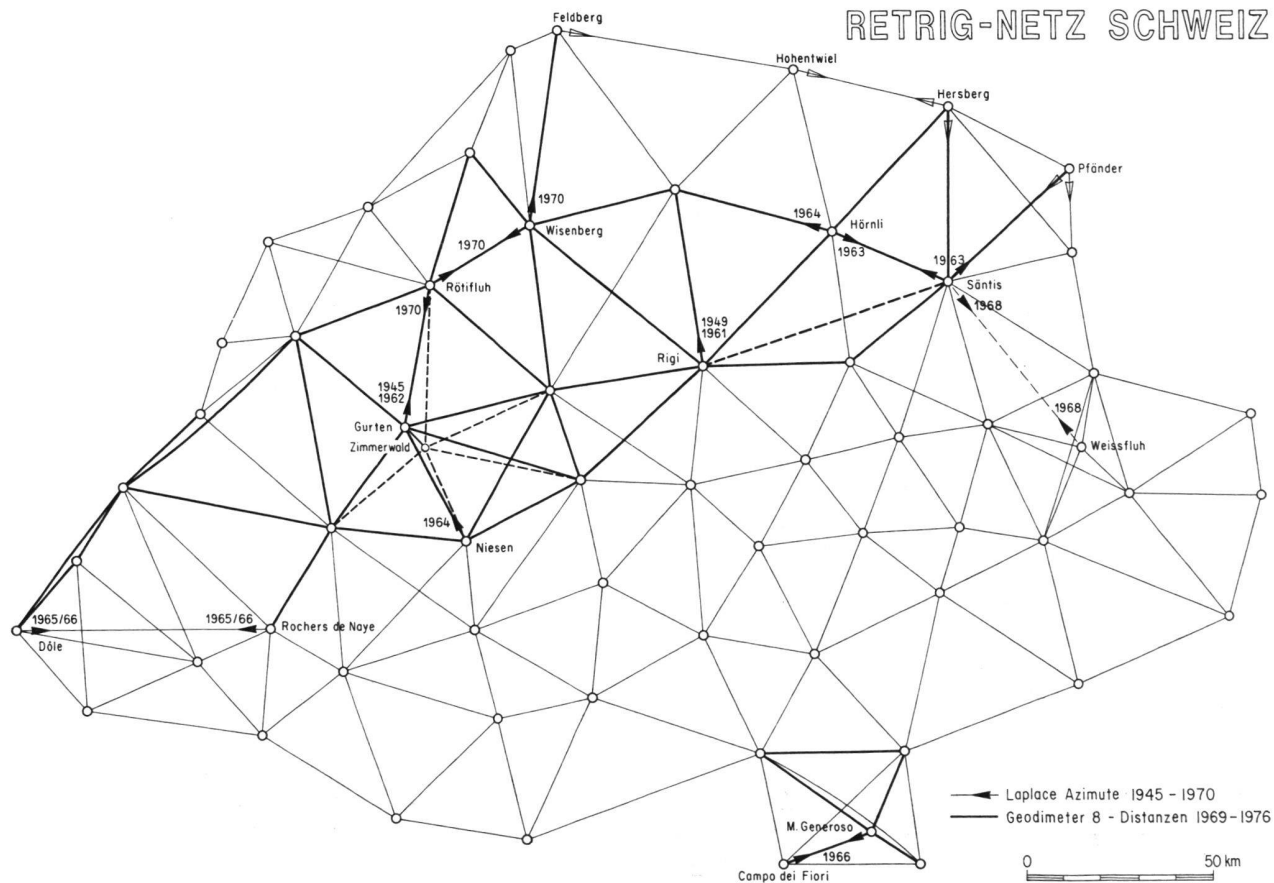 RETRIG-NETZ SCHWEIZ
Feldberg
Hohentwiel
Hersberg
Pfänder
1970
Wisenberg
1964
Hörnli
1963
1970
1963
Rötifluh
Säntis
1970
1968
1949
1961
Rigi
1945
1962
Gurten
1968
Zimmerwald
Weissfluh
1964
Niesen
1965/66
1965/66
Rochers de Naye
Dôle
Laplace Azimute 1945 - 1970
Geodimeter 8 - Distanzen 1969 - 1976
M. Generoso
1966
Campo dei Fiori
0 50 km